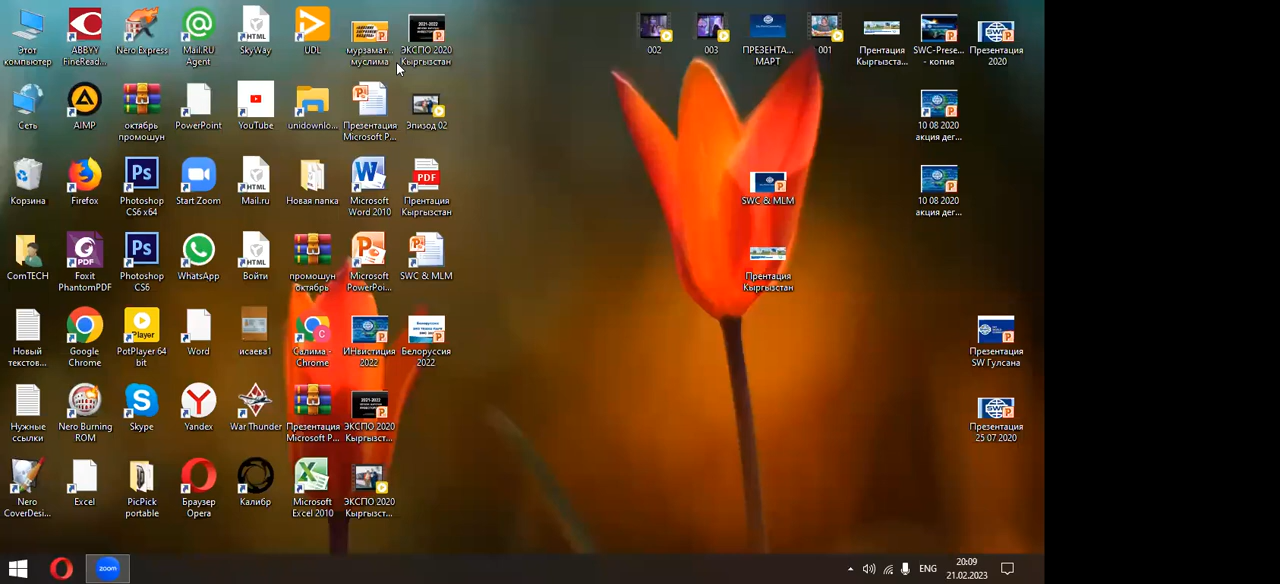 Этот
компьютер
ABBYY
FineRead...
Nero Express
Mail.RU
Agent
SkyWay
UDL
мурзамат...
муслима
ЭКСПО 2020
Кыргызстан
002
003
ПРЕЗЕНТА...
МАРТ
001
Прентация
Кыргызста...
SWC-Prese...
- копия
Презентация
2020
Сеть
AIMP
октябрь
промошун
PowerPoint
YouTube
unidownlo...
Презентация
Microsoft P...
Эпизод 02
10 08 2020
акция дег...
Корзина
Firefox
Photoshop
CS6 x64
Start Zoom
Mail.ru
Новая папка
Microsoft
Word 2010
Прентация
Кыргызстан
SWC & MLM
10 08 2020
акция дег...
ComTECH
Foxit
PhantomPDF
Photoshop
CS6
WhatsApp
Войти
промошун
октябрь
Microsoft
PowerPoi...
SWC & MLM
Прентация
Кыргызстан
Новый
текстов...
Google
Chrome
PotPlayer 64
bit
Word
исаева1
Салима -
Chrome
ИНвистиция
2022
Белоруссия
2022
Презентация
SW Гулсана
Нужные
ссылки
Nero Burning
ROM
Skype
Yandex
War Thunder
Презентация
Microsoft P...
ЭКСПО 2020
Кыргызст...
Презентация
25 07 2020
Nero
CoverDesi...
Excel
PicPick
portable
Браузер
Opera
Калибр
Microsoft
Excel 2010
ЭКСПО 2020
Кыргызст...
zoom
ENG
20:09
21.02.2023